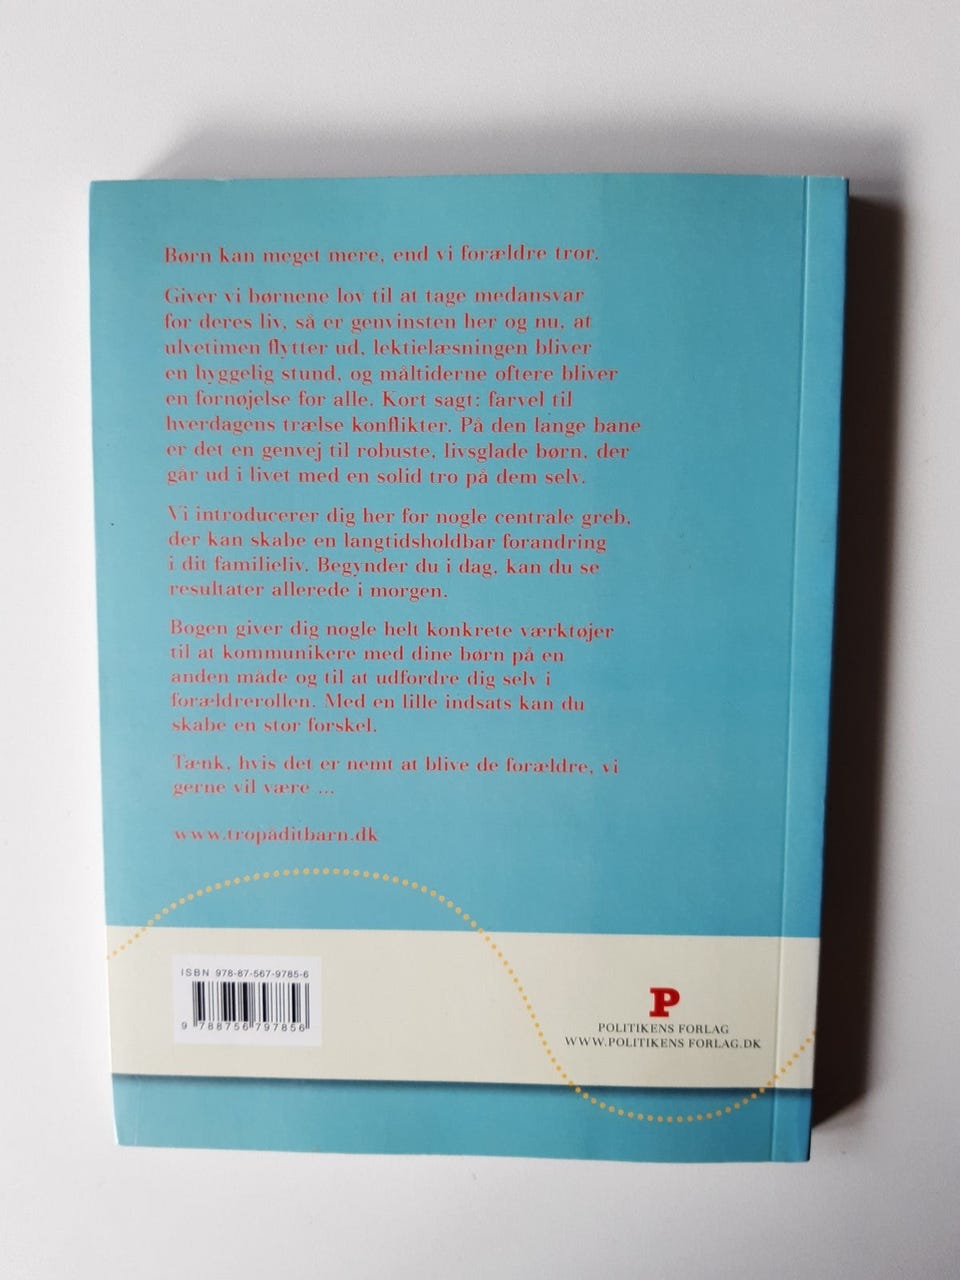 Børn kan meget mere, end vi forældre tror.
Giver vi børnene lov til at tage medansvar
for deres liv, så er genvinsten her og nu, at
ulvetimen flytter ud, lektielæsningen bliver
en hyggelig stund, og måltiderne oftere bliver
en fornøjelse for alle. Kort sagt: farvel til
hverdagens trælse konflikter. På den lange bane
er det en genvej til robuste, livsglade børn, der
går ud i livet med en solid tro på dem selv.
Vi introducerer dig her for nogle centrale greb,
der kan skabe en langtidsholdbar forandring
i dit familieliv. Begynder du i dag, kan du se
resultater allerede i morgen.
Bogen giver dig nogle helt konkrete værktøjer
til at kommunikere med dine børn på en
anden måde og til at udfordre dig selv i
forældrerollen. Med en lille indsats kan du
skabe en stor forskel.
Tænk, hvis det er nemt at blive de forældre, vi
gerne vil være ...
www.tropåditbarn.dk
ISBN 978-87-567-9785-6
9 788756 797856
P
POLITIKENS FORLAG
WWW.POLITIKENS FORLAG.DK